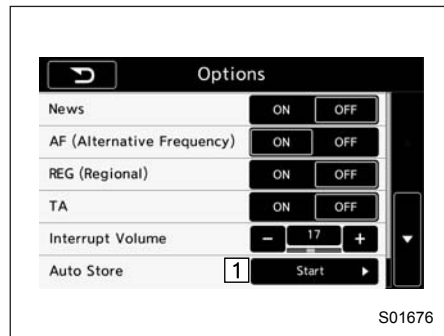 Options
News ON OFF
AF (Alternative Frequency) ON OFF
REG (Regional) ON OFF
TA ON OFF
Interrupt Volume − 17 +
Auto Store 1 Start
S01676